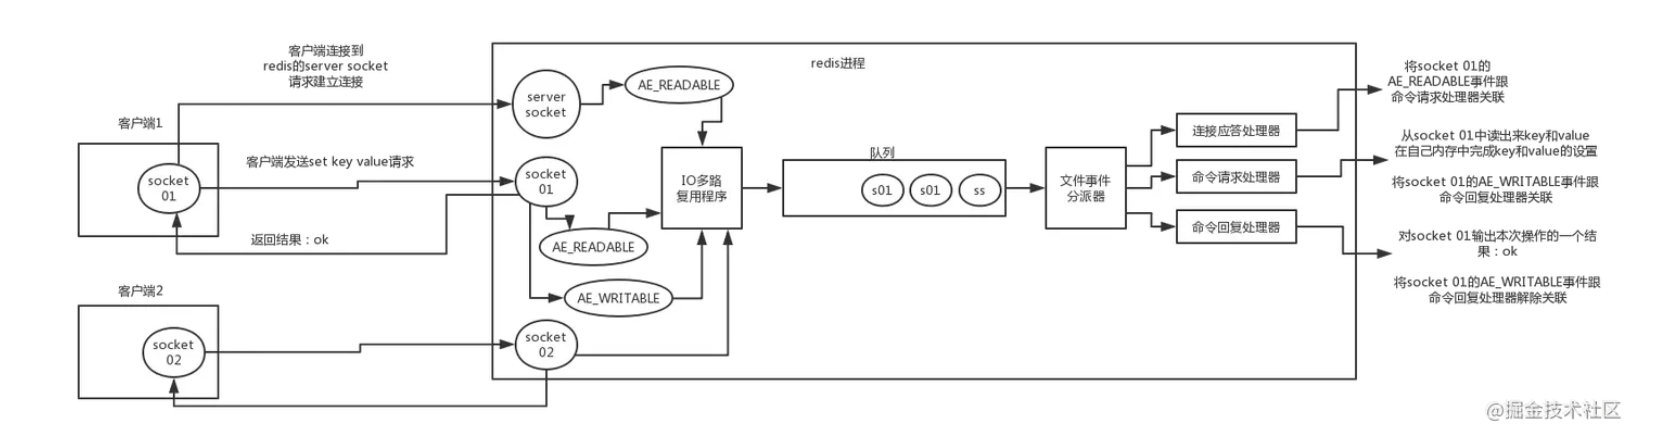 客户端连接到
redis的server socket
请求建立连接
redis进程
客户端1
socket
01
客户端发送set key value请求
返回结果：ok
客户端2
socket
02
server
socket
AE_READABLE
socket
01
AE_READABLE
AE_WRITABLE
socket
02
IO多路
复用程序
队列
s01
s01
ss
文件事件
分派器
连接应答处理器
命令请求处理器
命令回复处理器
将socket 01的
AE_READABLE事件跟
命令请求处理器关联
从socket 01中读出来key和value
在自己内存中完成key和value的设置
将socket 01的AE_WRITABLE事件跟
命令回复处理器关联
对socket 01输出本次操作的一个结
果：ok
将socket 01的AE_WRITABLE事件跟
命令回复处理器解除关联
@掘金技术社区